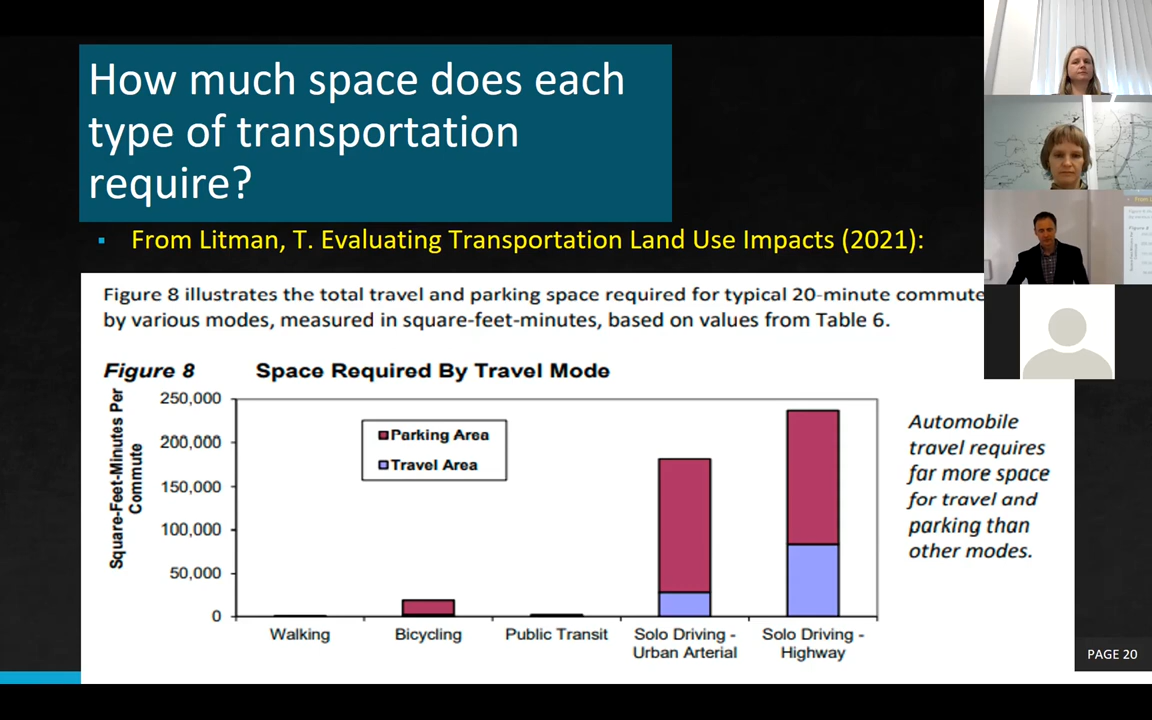 How much space does each
type of transportation
require?
From Litman, T. Evaluating Transportation Land Use Impacts (2021):
Figure 8 illustrates the total travel and parking space required for typical 20-minute commute
by various modes, measured in square-feet-minutes, based on values from Table 6.
Figure 8 Space Required By Travel Mode
Square-Feet-Minutes Per
Commute
250,000
200,000
150,000
100,000
50,000
0
Parking Area
Travel Area
Walking
Bicycling
Public Transit
Solo Driving -
Urban Arterial
Solo Driving -
Highway
Automobile
travel requires
far more space
for travel and
parking than
other modes.
PAGE 20